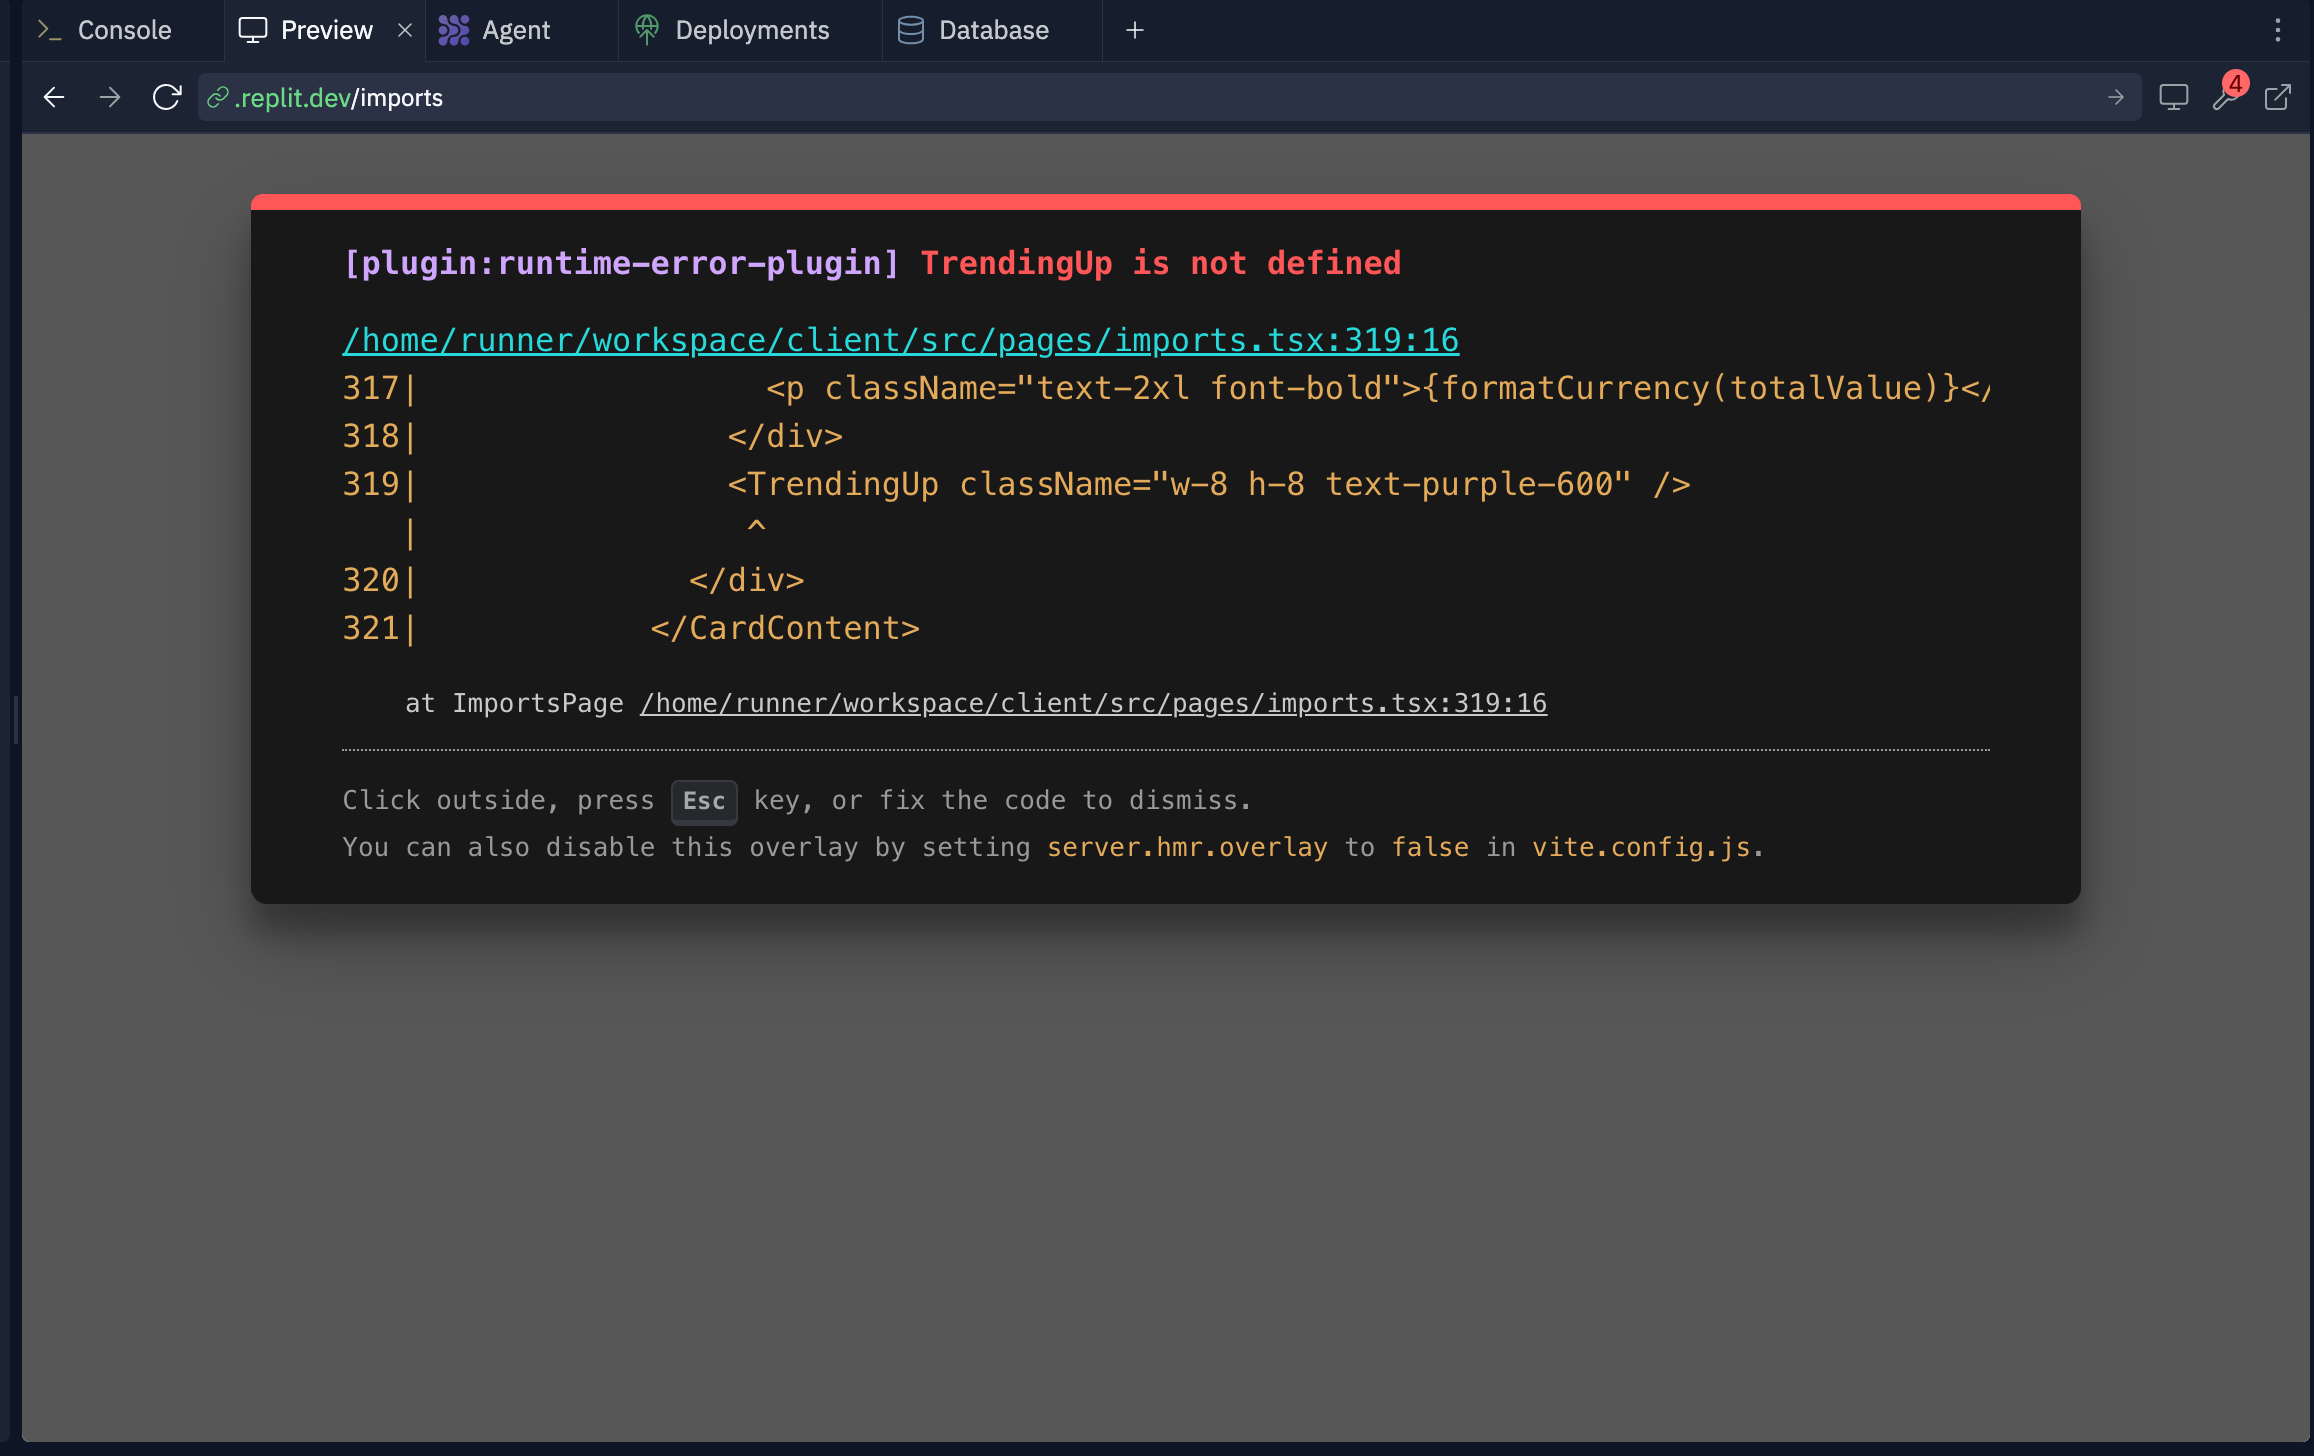 Console Preview Agent Deployments Database
.replit.dev/imports 4
[plugin:runtime-error-plugin] TrendingUp is not defined
/home/runner/workspace/client/src/pages/imports.tsx:319:16
317|                  <p className="text-2xl font-bold">{formatCurrency(totalValue)}</
318|                </div>
319|                <TrendingUp className="w-8 h-8 text-purple-600" />
   |                 ^
320|              </div>
321|            </CardContent>
at ImportsPage /home/runner/workspace/client/src/pages/imports.tsx:319:16
Click outside, press Esc key, or fix the code to dismiss.
You can also disable this overlay by setting server.hmr.overlay to false in vite.config.js.